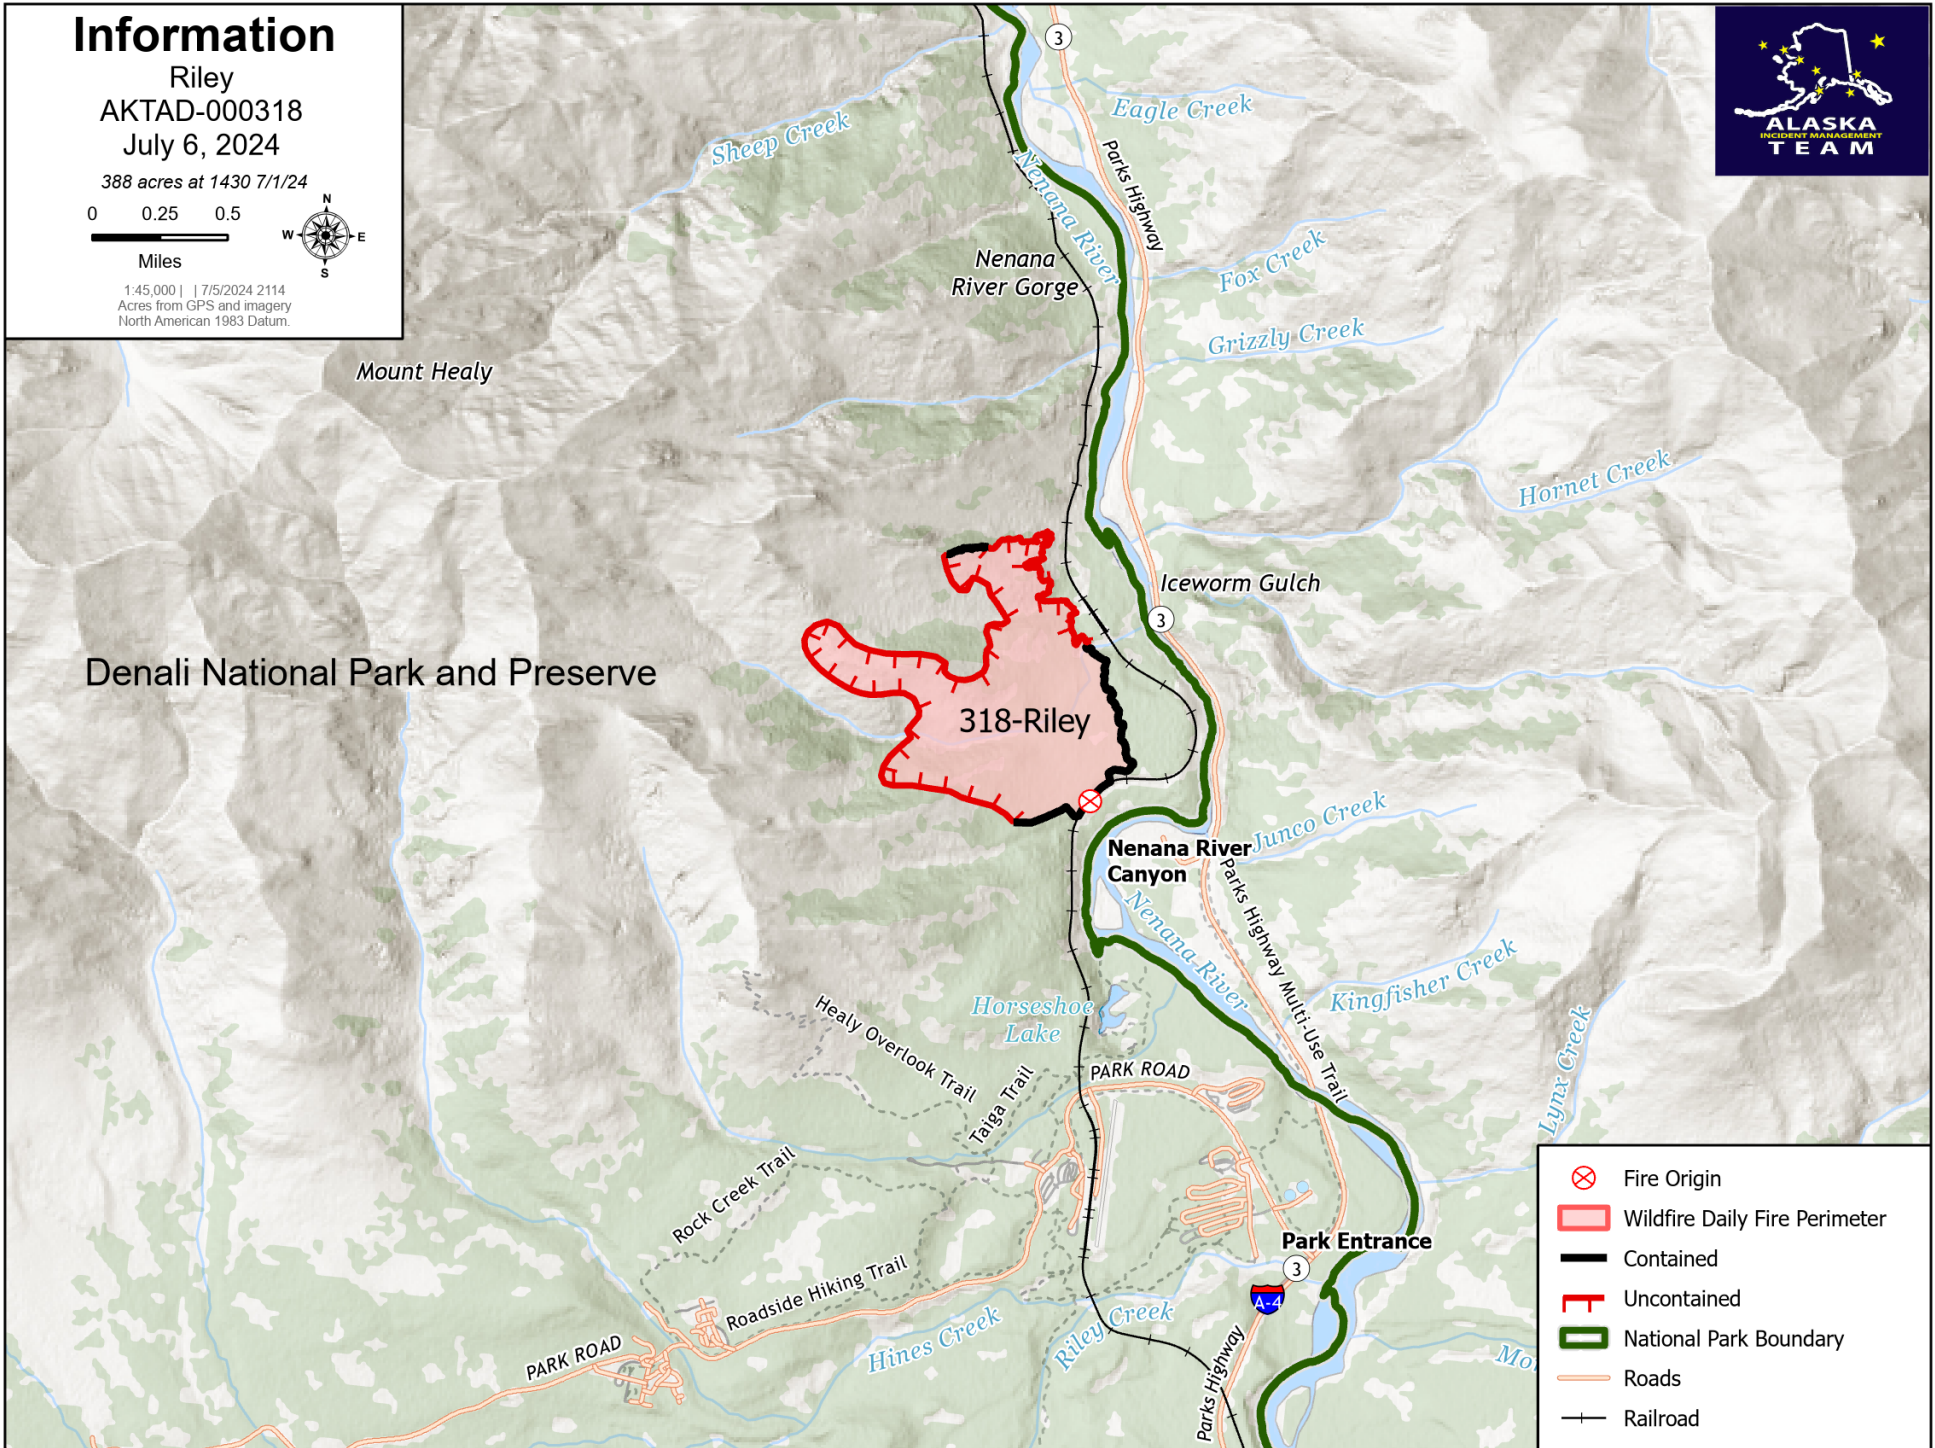 Information
Riley
AKTAD-000318
July 6, 2024
388 acres at 1430 7/1/24
0 0.25 0.5
Miles
N
W E
S
1:45,000 | | 7/5/2024 2114
Acres from GPS and imagery
North American 1983 Datum.
ALASKA
INCIDENT MANAGEMENT
TEAM
3
Eagle Creek
Sheep Creek
Parks Highway
Nenana River
Nenana
River Gorge
Fox Creek
Grizzly Creek
Mount Healy
Hornet Creek
Iceworm Gulch
3
Denali National Park and Preserve
318-Riley
Junco Creek
Nenana River
Canyon
Parks Highway Multi-Use Trail
Nenana River
Kingfisher Creek
Horseshoe
Lake
Healy Overlook Trail
Taiga Trail
PARK ROAD
Lynx Creek
Rock Creek Trail
Park Entrance
3
A-4
Roadside Hiking Trail
Hines Creek
Riley Creek
PARK ROAD
Parks Highway
Fire Origin
Wildfire Daily Fire Perimeter
Contained
Uncontained
National Park Boundary
Roads
Railroad